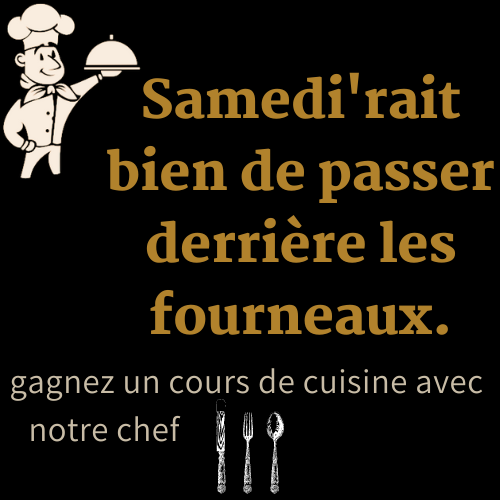 Samedi'rait
bien de passer
derrière les
fourneaux.
gagnez un cours de cuisine avec
notre chef